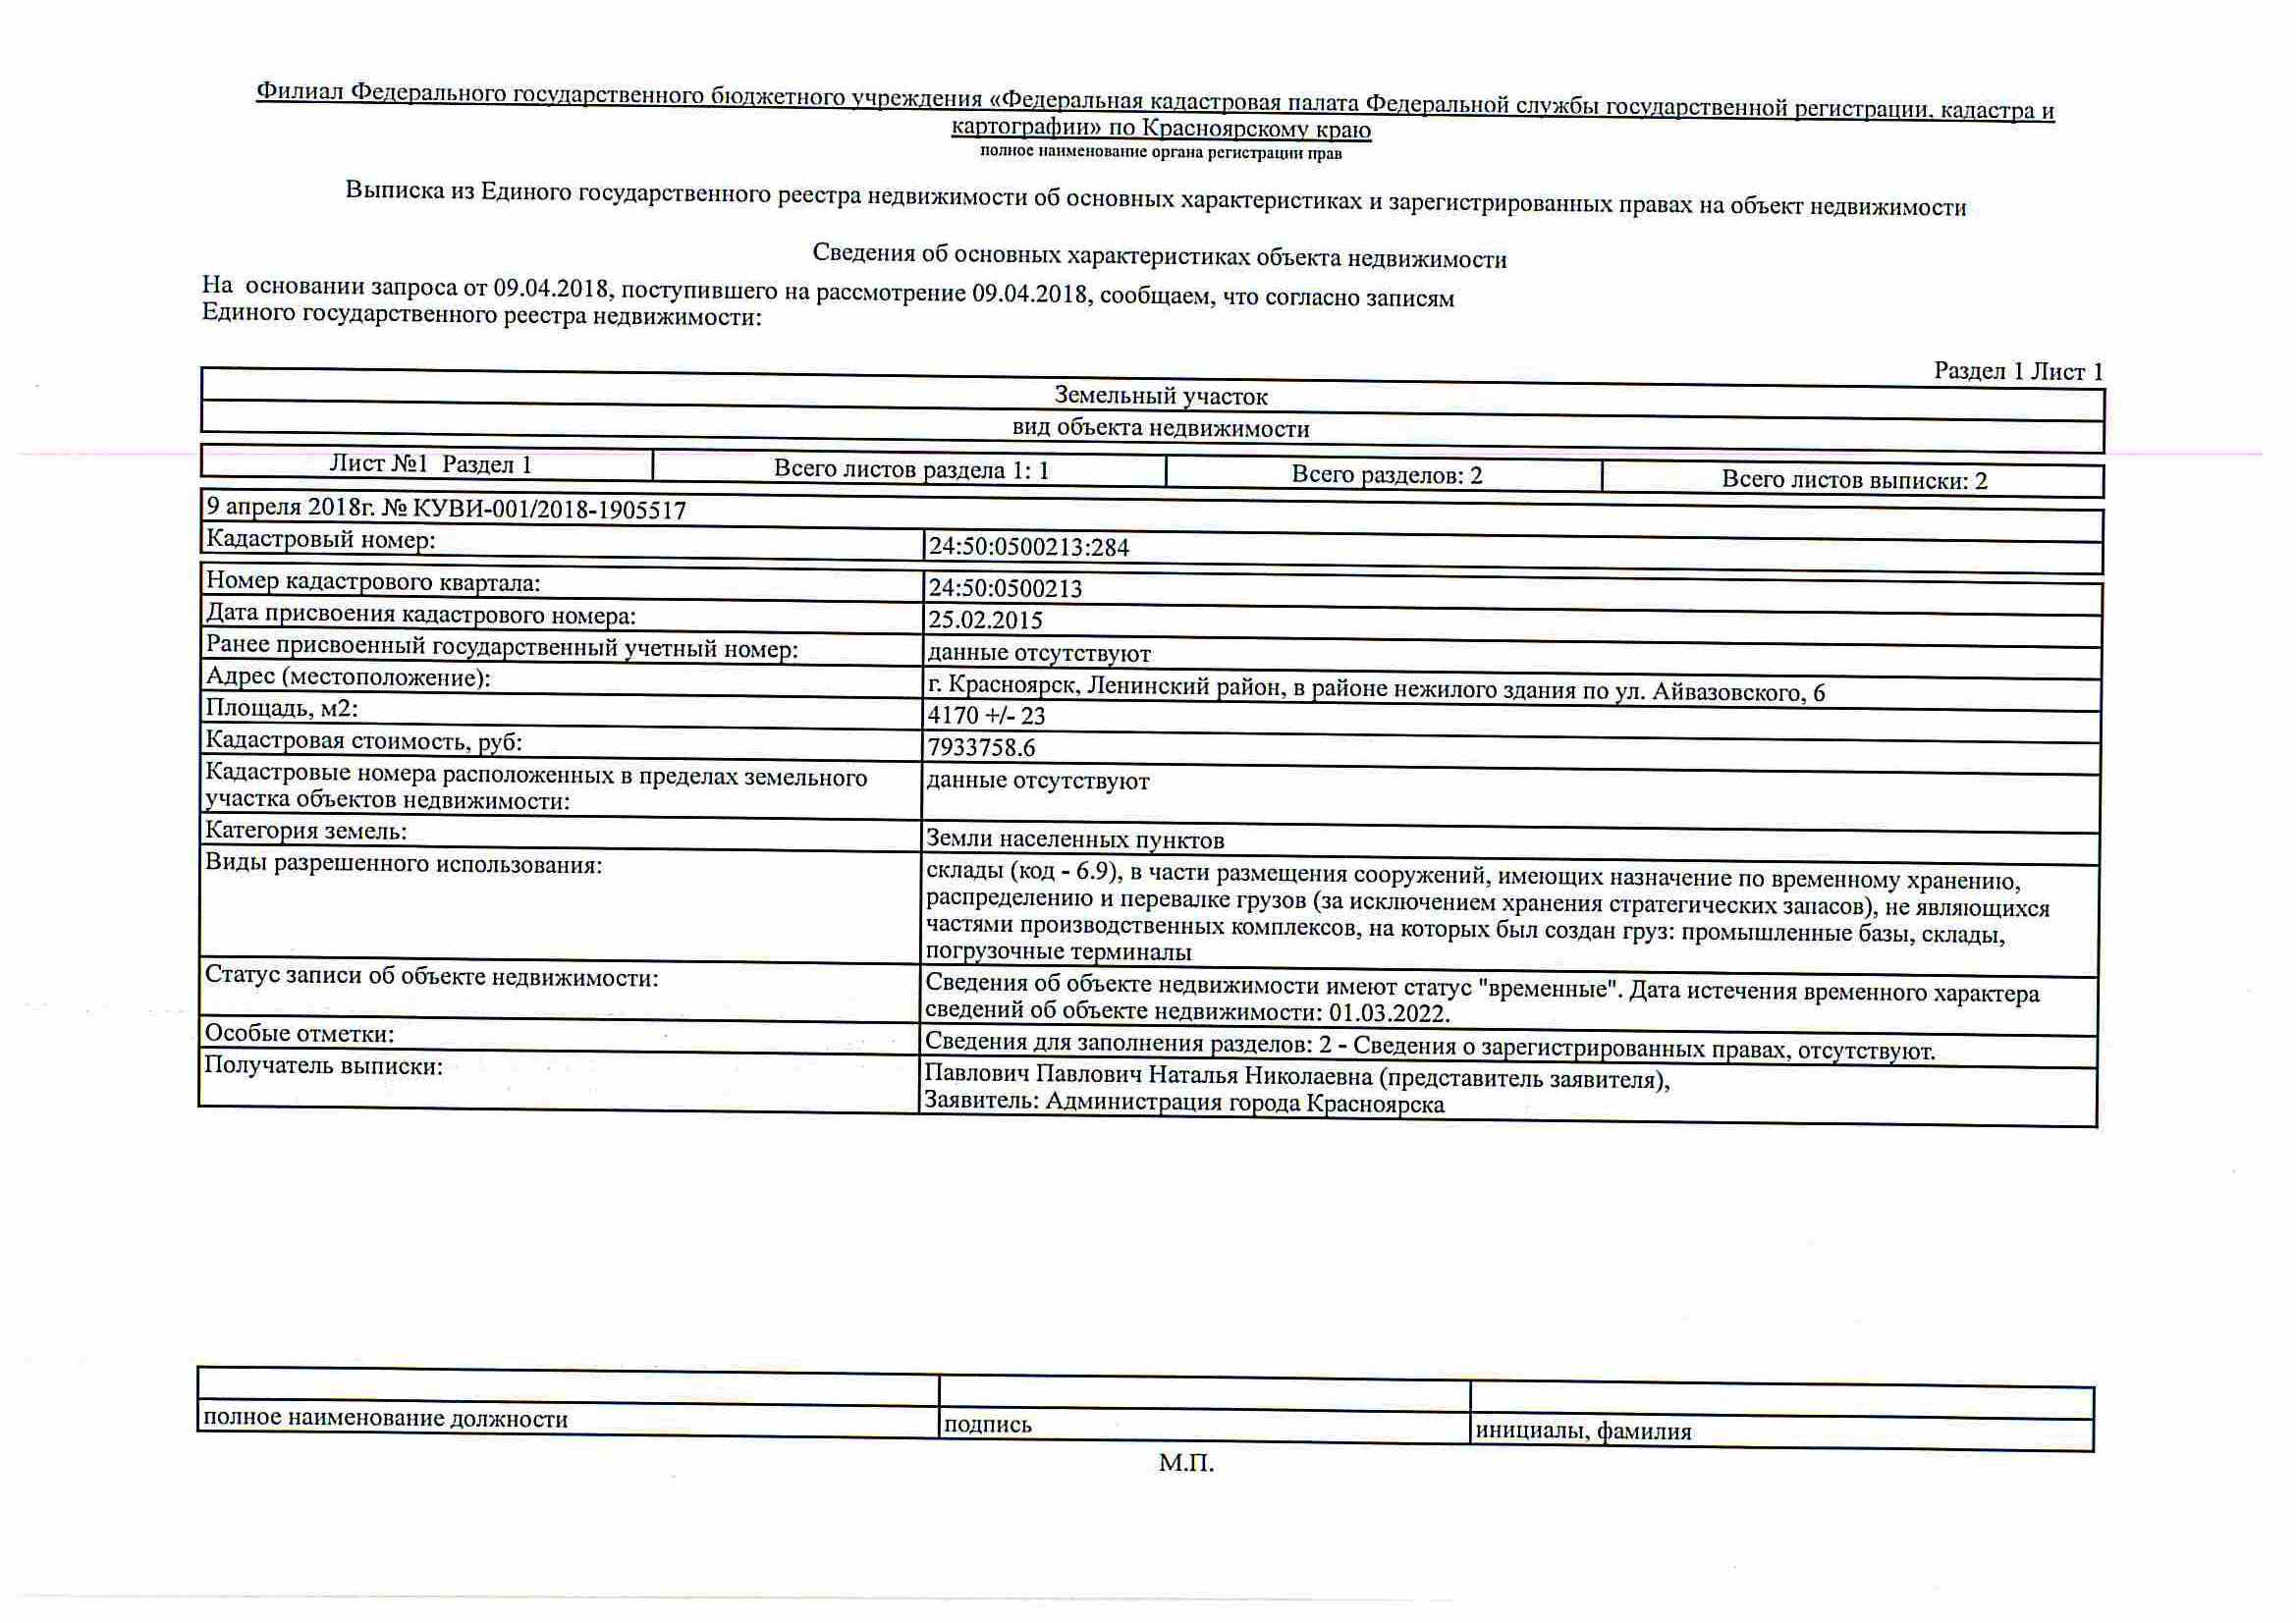 Филиал Федерального государственного бюджетного учреждения «Федеральная кадастровая палата Федеральной службы государственной регистрации, кадастра и
картографии» по Красноярскому краю
полное наименование органа регистрации прав
Выписка из Единого государственного реестра недвижимости об основных характеристиках и зарегистрированных правах на объект недвижимости
Сведения об основных характеристиках объекта недвижимости
На основании запроса от 09.04.2018, поступившего на рассмотрение 09.04.2018, сообщаем, что согласно записям
Единого государственного реестра недвижимости:
Раздел 1 Лист 1
Земельный участок
вид объекта недвижимости
Лист №1 Раздел 1 Всего листов раздела 1: 1 Всего разделов: 2 Всего листов выписки: 2
9 апреля 2018г. № КУВИ-001/2018-1905517
Кадастровый номер: 24:50:0500213:284
Номер кадастрового квартала: 24:50:0500213
Дата присвоения кадастрового номера: 25.02.2015
Ранее присвоенный государственный учетный номер: данные отсутствуют
Адрес (местоположение): г. Красноярск, Ленинский район, в районе нежилого здания по ул. Айвазовского, 6
Площадь, м2: 4170 +/- 23
Кадастровая стоимость, руб: 7933758.6
Кадастровые номера расположенных в пределах земельного
участка объектов недвижимости:
данные отсутствуют
Категория земель: Земли населенных пунктов
Виды разрешенного использования:
склады (код - 6.9), в части размещения сооружений, имеющих назначение по временному хранению,
распределению и перевалке грузов (за исключением хранения стратегических запасов), не являющихся
частями производственных комплексов, на которых был создан груз: промышленные базы, склады,
погрузочные терминалы
Статус записи об объекте недвижимости:
Сведения об объекте недвижимости имеют статус "временные". Дата истечения временного характера
сведений об объекте недвижимости: 01.03.2022.
Особые отметки: Сведения для заполнения разделов: 2 - Сведения о зарегистрированных правах, отсутствуют.
Получатель выписки:
Павлович Павлович Наталья Николаевна (представитель заявителя),
Заявитель: Администрация города Красноярска
полное наименование должности подпись инициалы, фамилия
М.П.